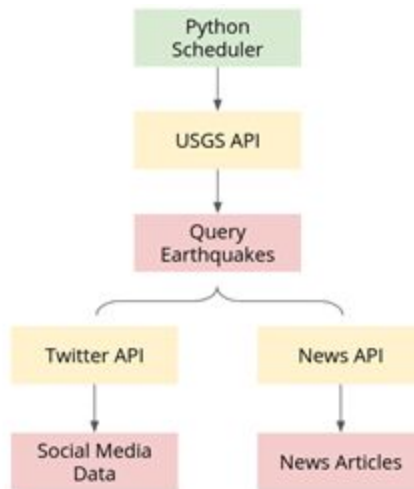 Python
Scheduler
USGS API
Query
Earthquakes
Twitter API
News API
Social Media
Data
News Articles